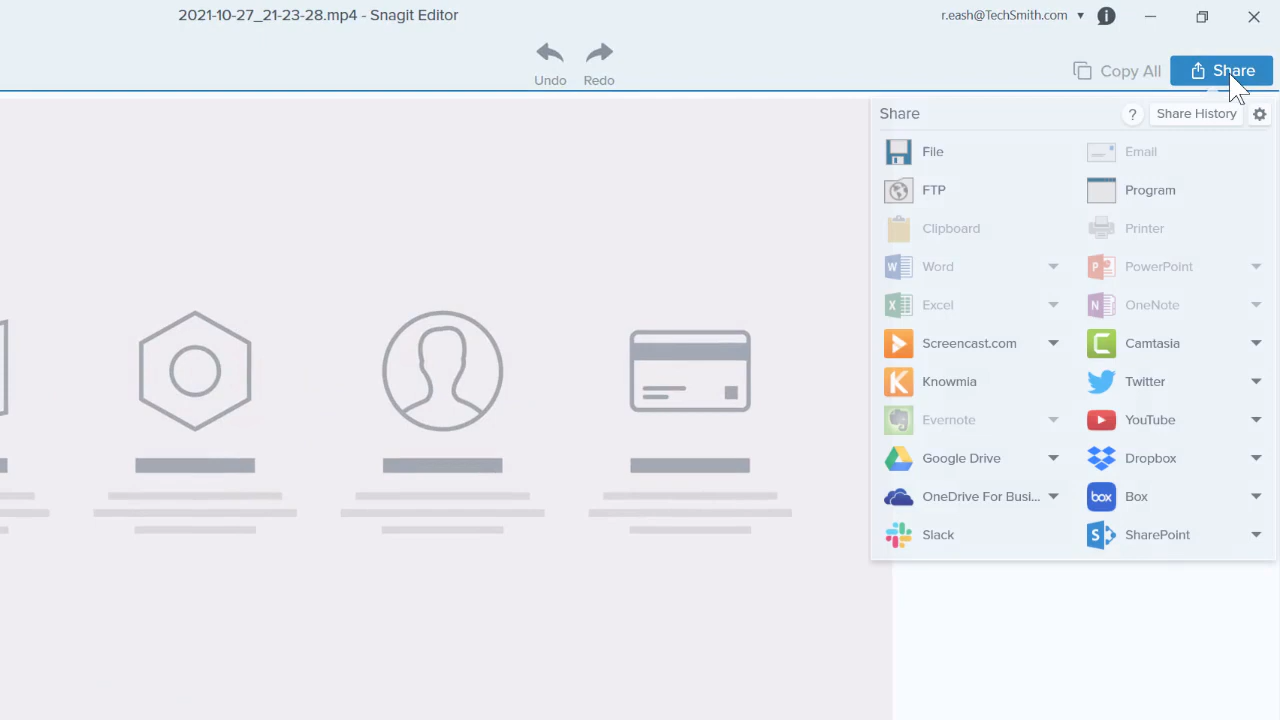 2021-10-27_21-23-28.mp4 - Snagit Editor
r.eash@TechSmith.com
Undo
Redo
Copy All
Share
Share
?
Share History
File
Email
FTP
Program
Clipboard
Printer
W
Word
P
PowerPoint
X
Excel
N
OneNote
Screencast.com
C
Camtasia
K
Knowmia
Twitter
Evernote
YouTube
Google Drive
Dropbox
OneDrive For Busi...
box
Box
Slack
S
SharePoint